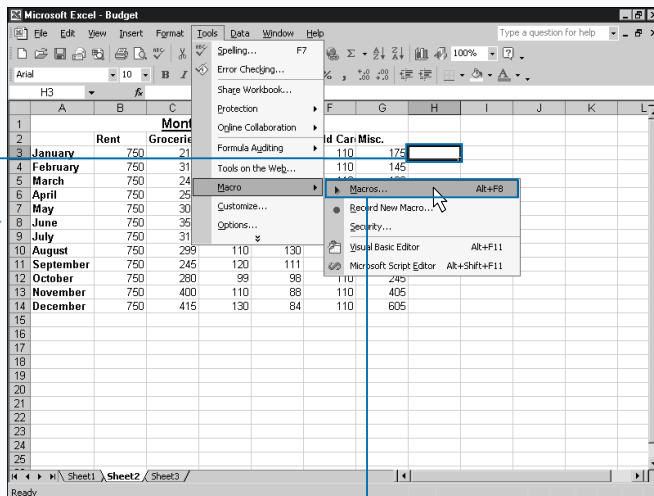 Microsoft Excel - Budget
File Edit View Insert Format Tools Data Window Help
Type a question for help
Arial 10 B I 100%
H3 fx
Spelling... F7
Error Checking...
Share Workbook...
Protection
Online Collaboration
Formula Auditing
Tools on the Web...
Macro
Customize...
Options...
Macros... Alt+F8
Record New Macro...
Security...
Visual Basic Editor Alt+F11
Microsoft Script Editor Alt+Shift+F11
A B C F G H I J K L
1 Mont
2 Rent Grocerie ld Car Misc.
3 January 750 21 110 175
4 February 750 31 110 145
5 March 750 24
6 April 750 25
7 May 750 30
8 June 750 35
9 July 750 31
10 August 750 299 110 130
11 September 750 245 120 111
12 October 750 280 99 98 110 245
13 November 750 400 110 88 110 405
14 December 750 415 130 84 110 605
15
16
17
18
19
20
21
22
23
24
25
Sheet1 Sheet2 Sheet3
Ready